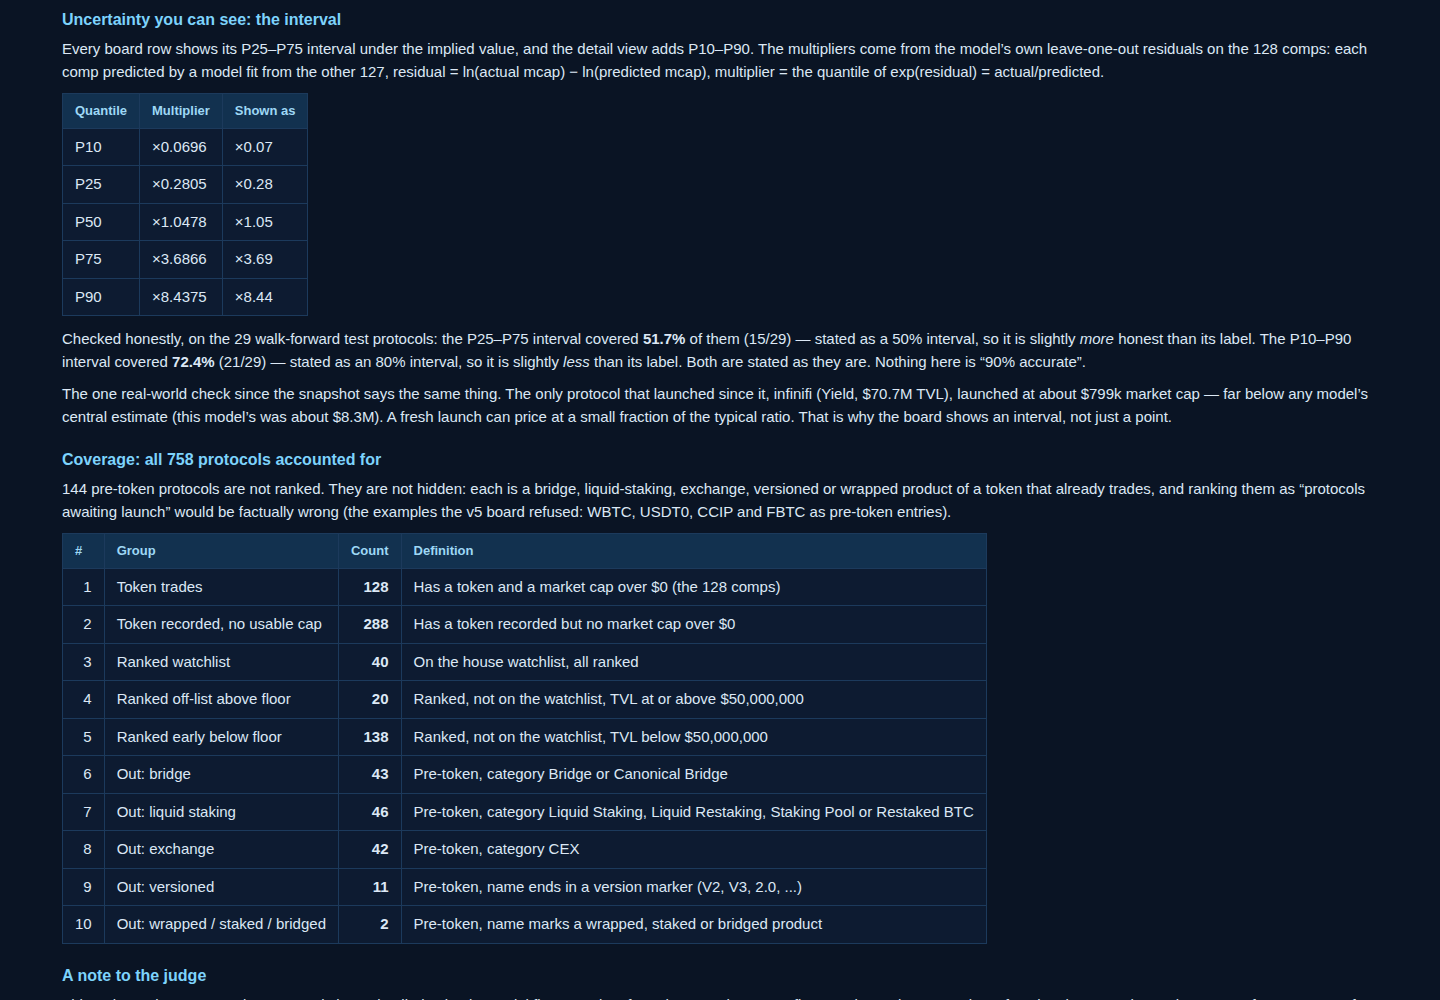 Uncertainty you can see: the interval
Every board row shows its P25–P75 interval under the implied value, and the detail view adds P10–P90. The multipliers come from the model’s own leave-one-out residuals on the 128 comps: each
comp predicted by a model fit from the other 127, residual = ln(actual mcap) − ln(predicted mcap), multiplier = the quantile of exp(residual) = actual/predicted.
Quantile Multiplier Shown as
P10 ×0.0696 ×0.07
P25 ×0.2805 ×0.28
P50 ×1.0478 ×1.05
P75 ×3.6866 ×3.69
P90 ×8.4375 ×8.44
Checked honestly, on the 29 walk-forward test protocols: the P25–P75 interval covered 51.7% of them (15/29) — stated as a 50% interval, so it is slightly more honest than its label. The P10–P90
interval covered 72.4% (21/29) — stated as an 80% interval, so it is slightly less than its label. Both are stated as they are. Nothing here is “90% accurate”.
The one real-world check since the snapshot says the same thing. The only protocol that launched since it, infinifi (Yield, $70.7M TVL), launched at about $799k market cap — far below any model’s
central estimate (this model’s was about $8.3M). A fresh launch can price at a small fraction of the typical ratio. That is why the board shows an interval, not just a point.
Coverage: all 758 protocols accounted for
144 pre-token protocols are not ranked. They are not hidden: each is a bridge, liquid-staking, exchange, versioned or wrapped product of a token that already trades, and ranking them as “protocols
awaiting launch” would be factually wrong (the examples the v5 board refused: WBTC, USDT0, CCIP and FBTC as pre-token entries).
# Group Count Definition
1 Token trades 128 Has a token and a market cap over $0 (the 128 comps)
2 Token recorded, no usable cap 288 Has a token recorded but no market cap over $0
3 Ranked watchlist 40 On the house watchlist, all ranked
4 Ranked off-list above floor 20 Ranked, not on the watchlist, TVL at or above $50,000,000
5 Ranked early below floor 138 Ranked, not on the watchlist, TVL below $50,000,000
6 Out: bridge 43 Pre-token, category Bridge or Canonical Bridge
7 Out: liquid staking 46 Pre-token, category Liquid Staking, Liquid Restaking, Staking Pool or Restaked BTC
8 Out: exchange 42 Pre-token, category CEX
9 Out: versioned 11 Pre-token, name ends in a version marker (V2, V3, 2.0, ...)
10 Out: wrapped / staked / bridged 2 Pre-token, name marks a wrapped, staked or bridged product
A note to the judge